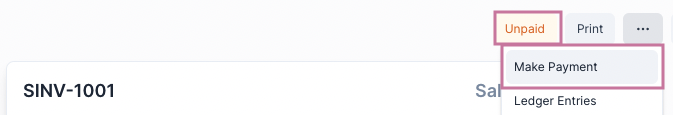 Unpaid Print ...
Make Payment
SINV-1001 Sal
Ledger Entries